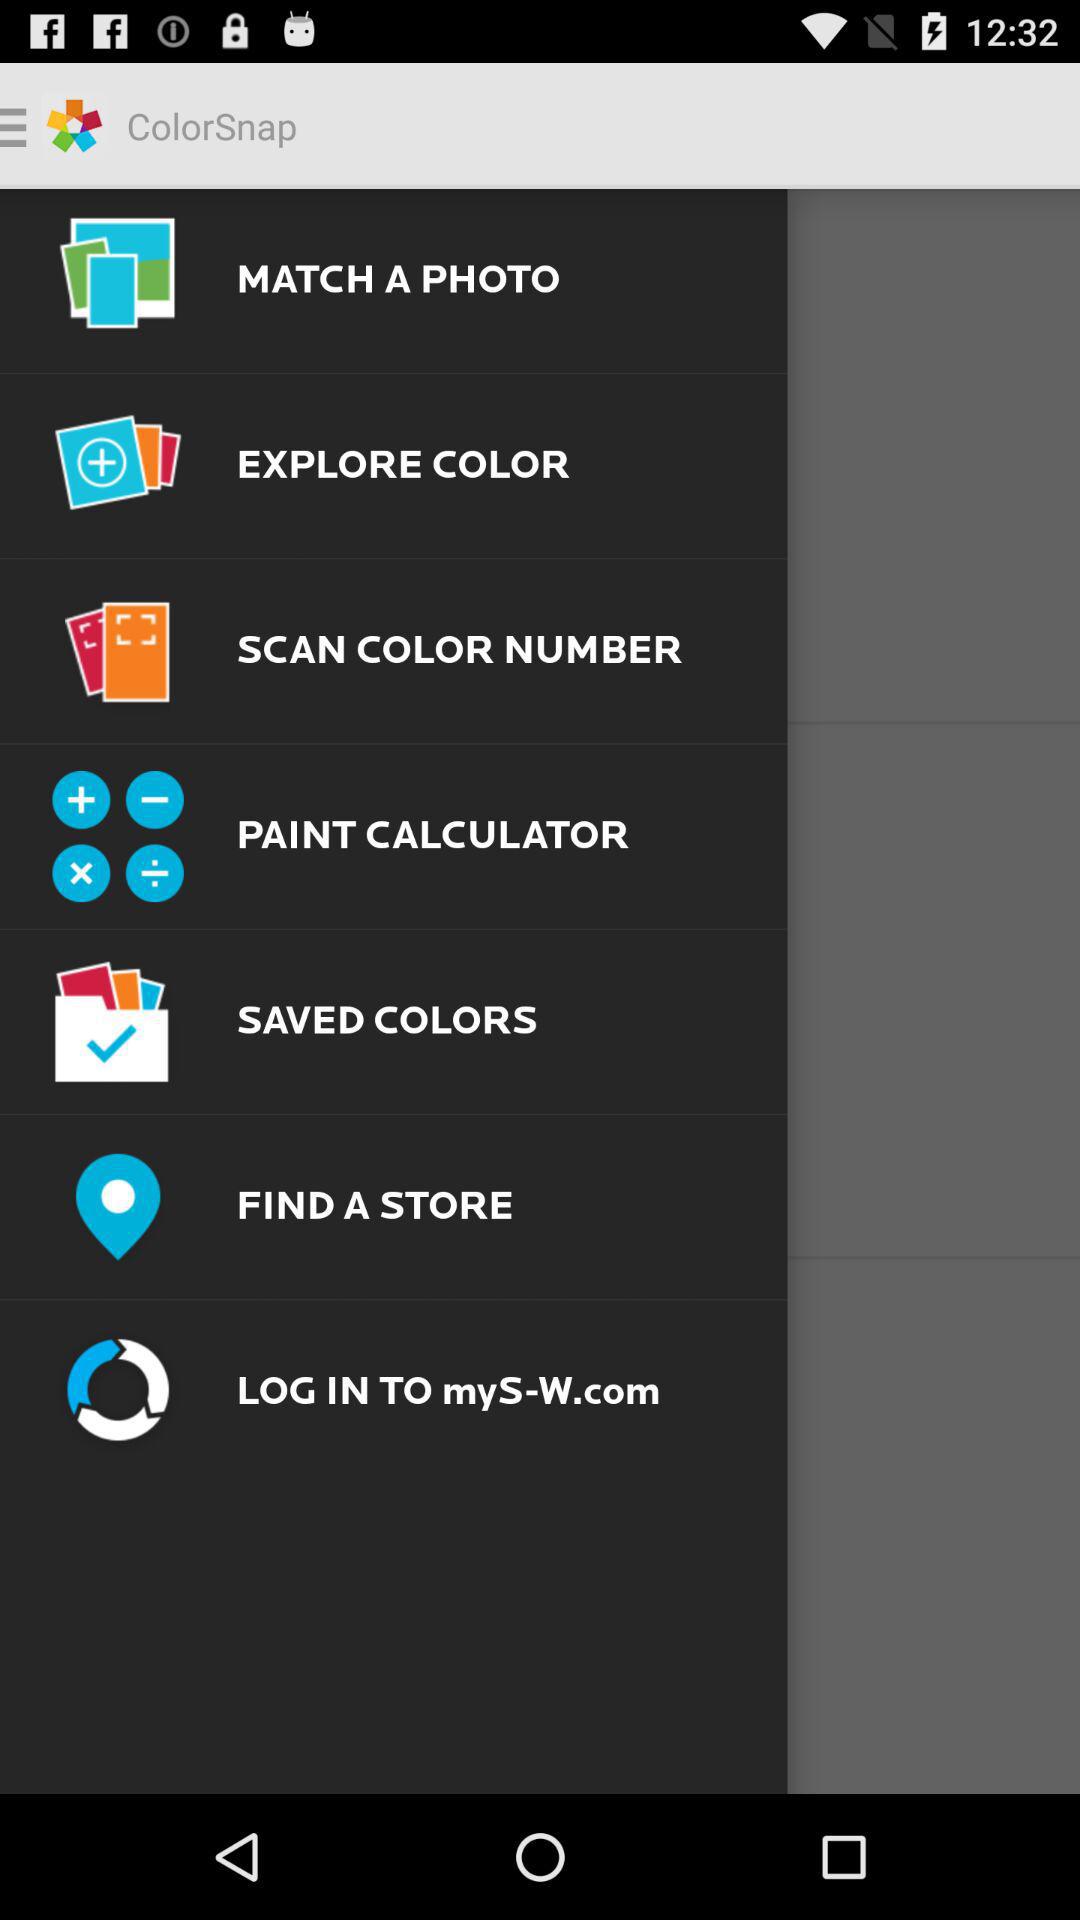 12:32
ColorSnap
MATCH A PHOTO
EXPLORE COLOR
SCAN COLOR NUMBER
PAINT CALCULATOR
SAVED COLORS
FIND A STORE
LOG IN TO myS-W.com